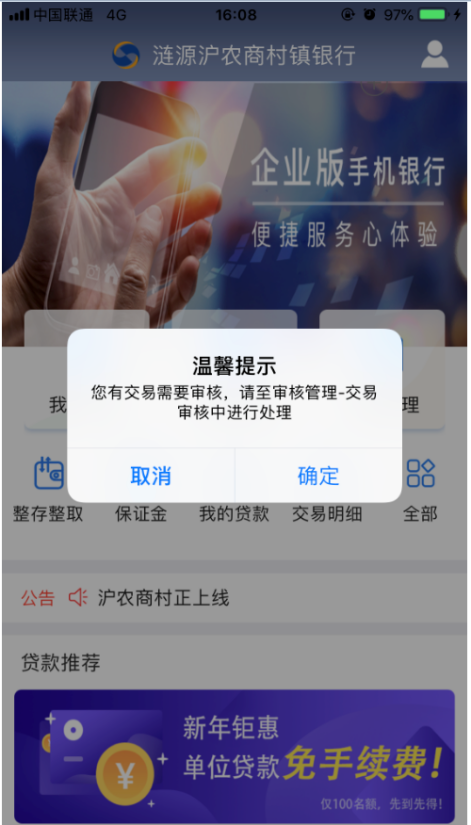 中国联通 4G 16:08 97%
涟源沪农商村镇银行
企业版手机银行
便捷服务心体验
温馨提示
您有交易需要审核，请至审核管理-交易
审核中进行处理
我 理
取消 确定
整存整取 保证金 我的贷款 交易明细 全部
公告 沪农商村正上线
贷款推荐
新年钜惠
单位贷款免手续费！
仅100名额，先到先得！